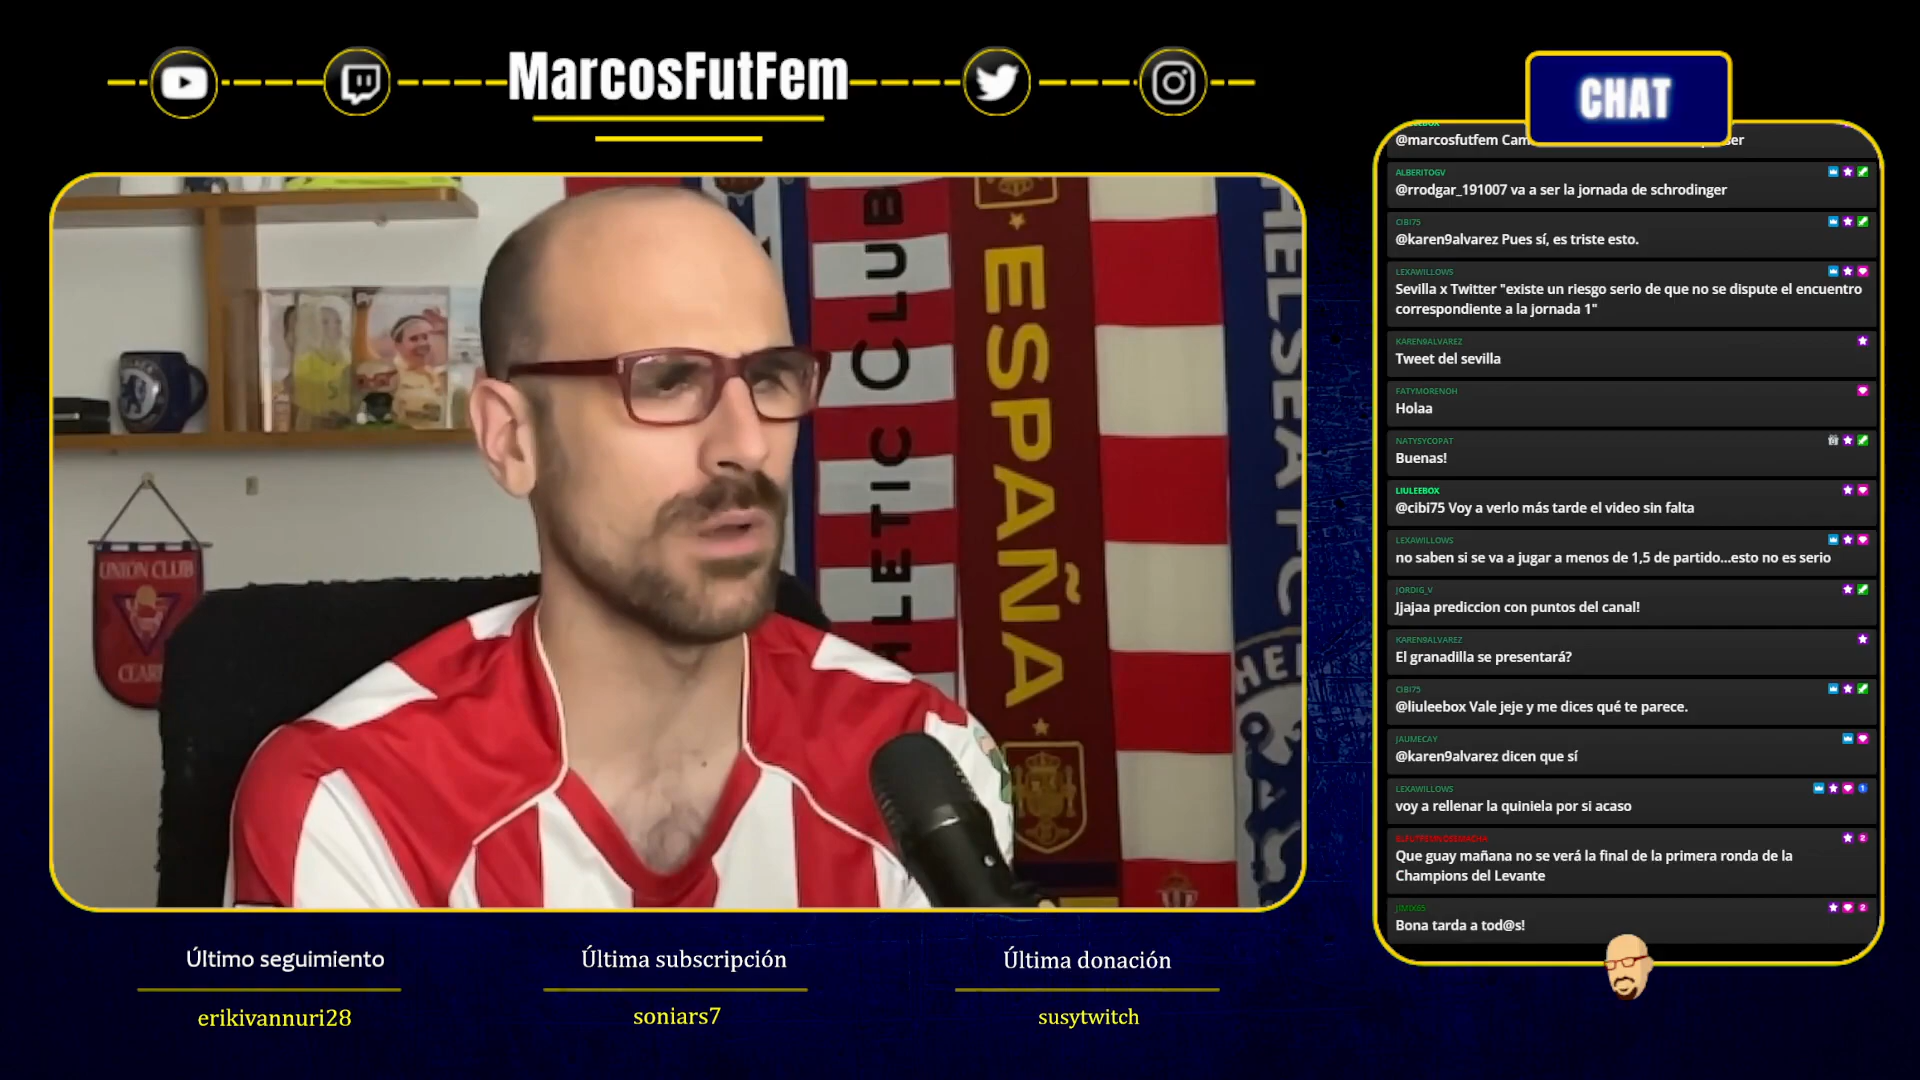 MarcosFutFem
CHAT
@marcosfutfem
ser
ALBERITOGV
@rrodgar_191007 va a ser la jornada de schrodinger
CIBI75
@karen9alvarez Pues sí, es triste esto.
LEXAWILLOWS
Sevilla x Twitter "existe un riesgo serio de que no se dispute el encuentro
correspondiente a la jornada 1"
KAREN9ALVAREZ
Tweet del sevilla
FATYMORENOH
Holaa
NATYSYCOPAT
Buenas!
LIULEEBOX
@cibi75 Voy a verlo más tarde el video sin falta
LEXAWILLOWS
no saben si se va a jugar a menos de 1,5 de partido...esto no es serio
JORDIG_V
Jjajaa prediccion con puntos del canal!
KAREN9ALVAREZ
El granadilla se presentará?
CIBI75
@liuleebox Vale jeje y me dices qué te parece.
JAUMECAY
@karen9alvarez dicen que sí
LEXAWILLOWS
voy a rellenar la quiniela por si acaso
Que guay mañana no se verá la final de la primera ronda de la
Champions del Levante
Bona tarda a tod@s!
ATHLETIC CLUB
ESPAÑA
CHELSEA FC
UNION CLUB
Último seguimiento
erikivannuri28
Última subscripción
soniars7
Última donación
susytwitch